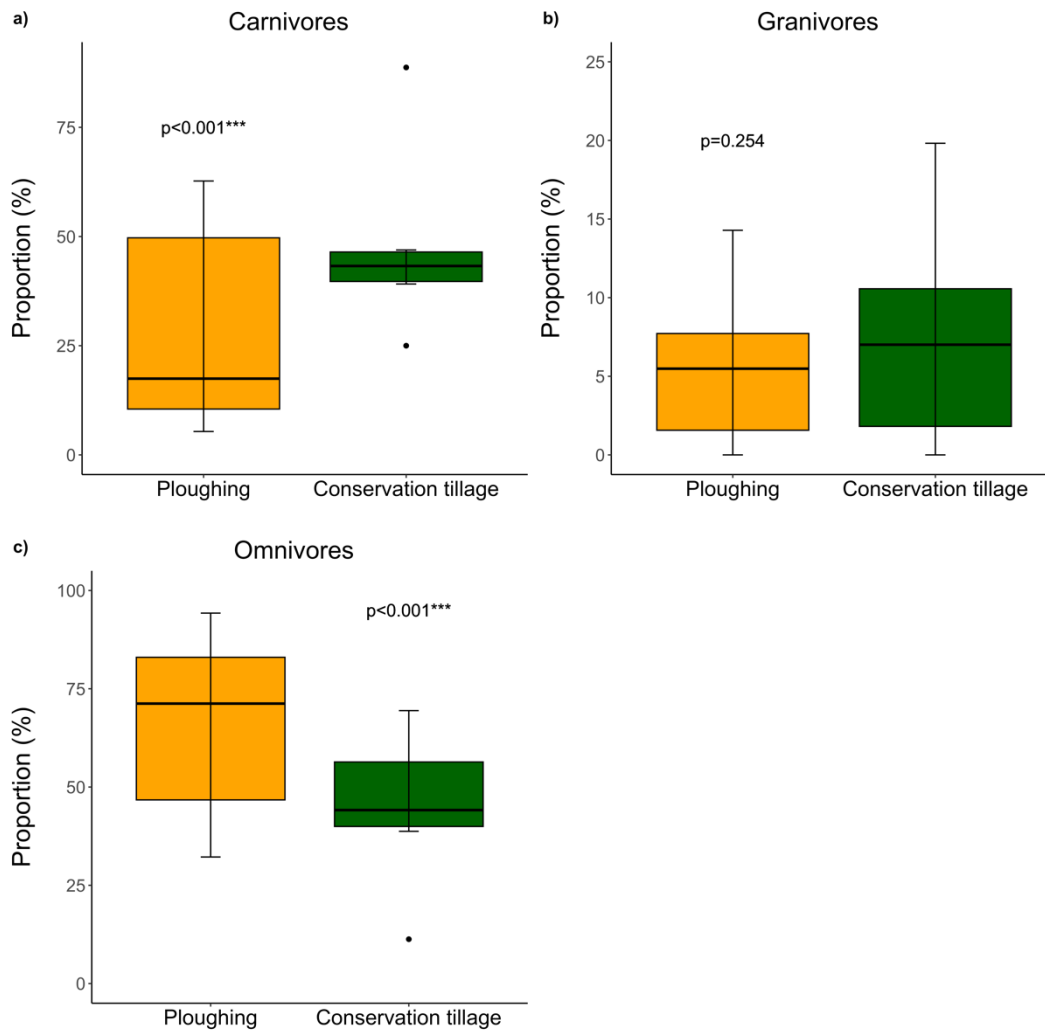 a)
Carnivores
Proportion (%)
75
50
25
0
p<0.001***
Ploughing
Conservation tillage
b)
Granivores
Proportion (%)
25
20
15
10
5
0
p=0.254
Ploughing
Conservation tillage
c)
Omnivores
Proportion (%)
100
75
50
25
0
p<0.001***
Ploughing
Conservation tillage